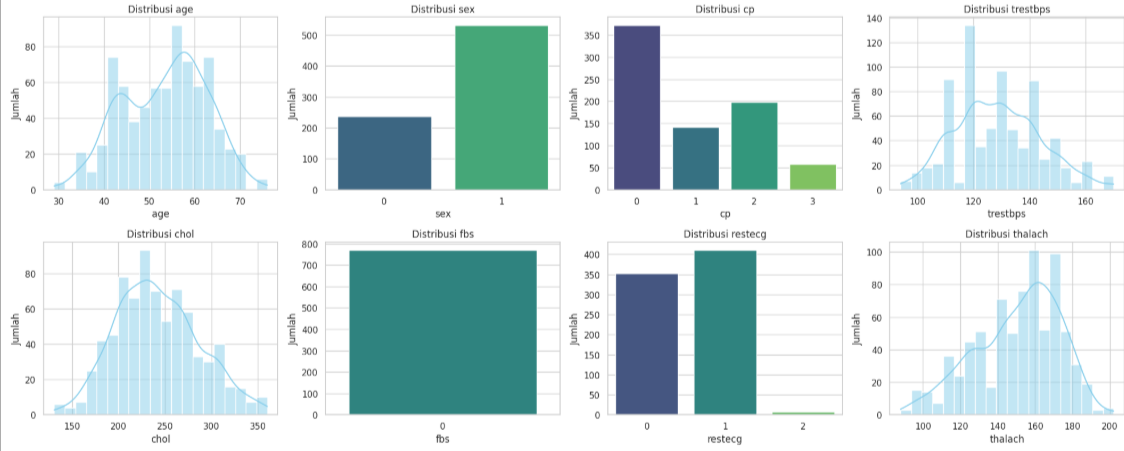 Distribusi age
Jumlah
80
60
40
20
0
30 40 50 60 70
age
Distribusi sex
Jumlah
500
400
300
200
100
0
0 1
sex
Distribusi cp
Jumlah
350
300
250
200
150
100
50
0
0 1 2 3
cp
Distribusi trestbps
Jumlah
140
120
100
80
60
40
20
0
100 120 140 160
trestbps
Distribusi chol
Jumlah
80
60
40
20
0
150 200 250 300 350
chol
Distribusi fbs
Jumlah
800
700
600
500
400
300
200
100
0
0
fbs
Distribusi restecg
Jumlah
400
350
300
250
200
150
100
50
0
0 1 2
restecg
Distribusi thalach
Jumlah
100
80
60
40
20
0
100 120 140 160 180 200
thalach